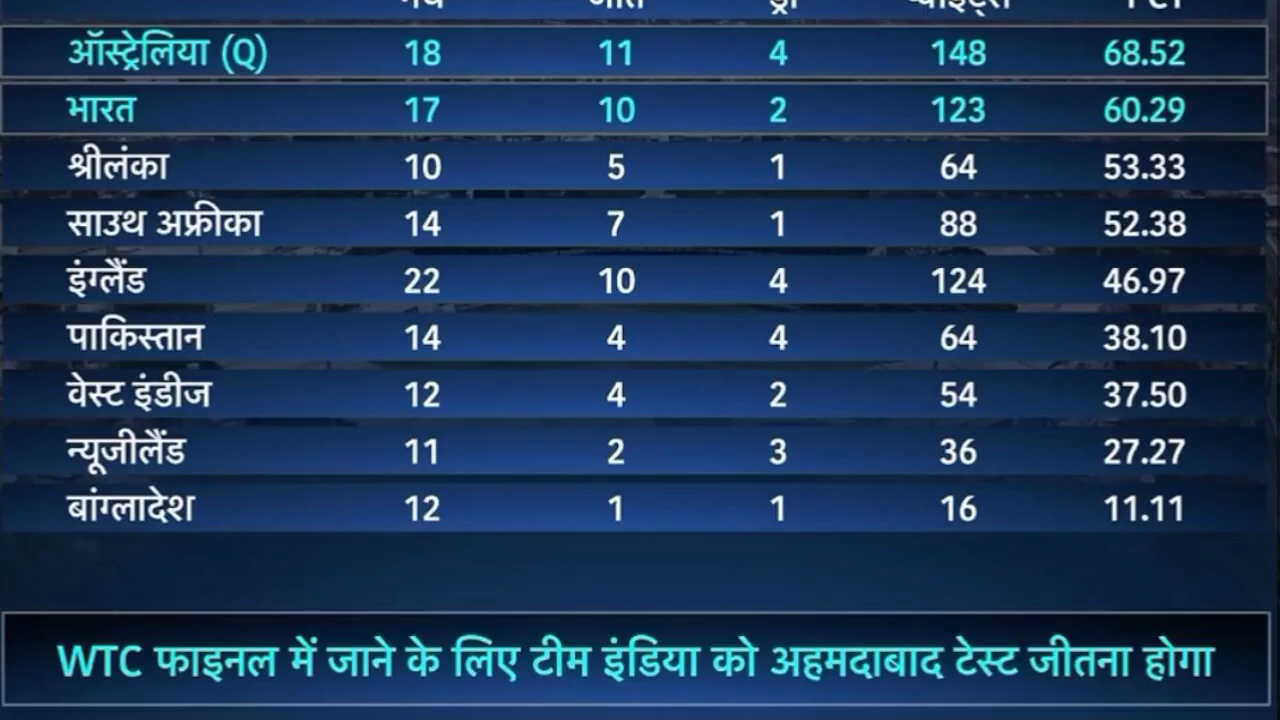 ऑस्ट्रेलिया (Q) 18 11 4 148 68.52
भारत 17 10 2 123 60.29
श्रीलंका 10 5 1 64 53.33
साउथ अफ्रीका 14 7 1 88 52.38
इंग्लैंड 22 10 4 124 46.97
पाकिस्तान 14 4 4 64 38.10
वेस्ट इंडीज 12 4 2 54 37.50
न्यूजीलैंड 11 2 3 36 27.27
बांग्लादेश 12 1 1 16 11.11
WTC फाइनल में जाने के लिए टीम इंडिया को अहमदाबाद टेस्ट जीतना होगा